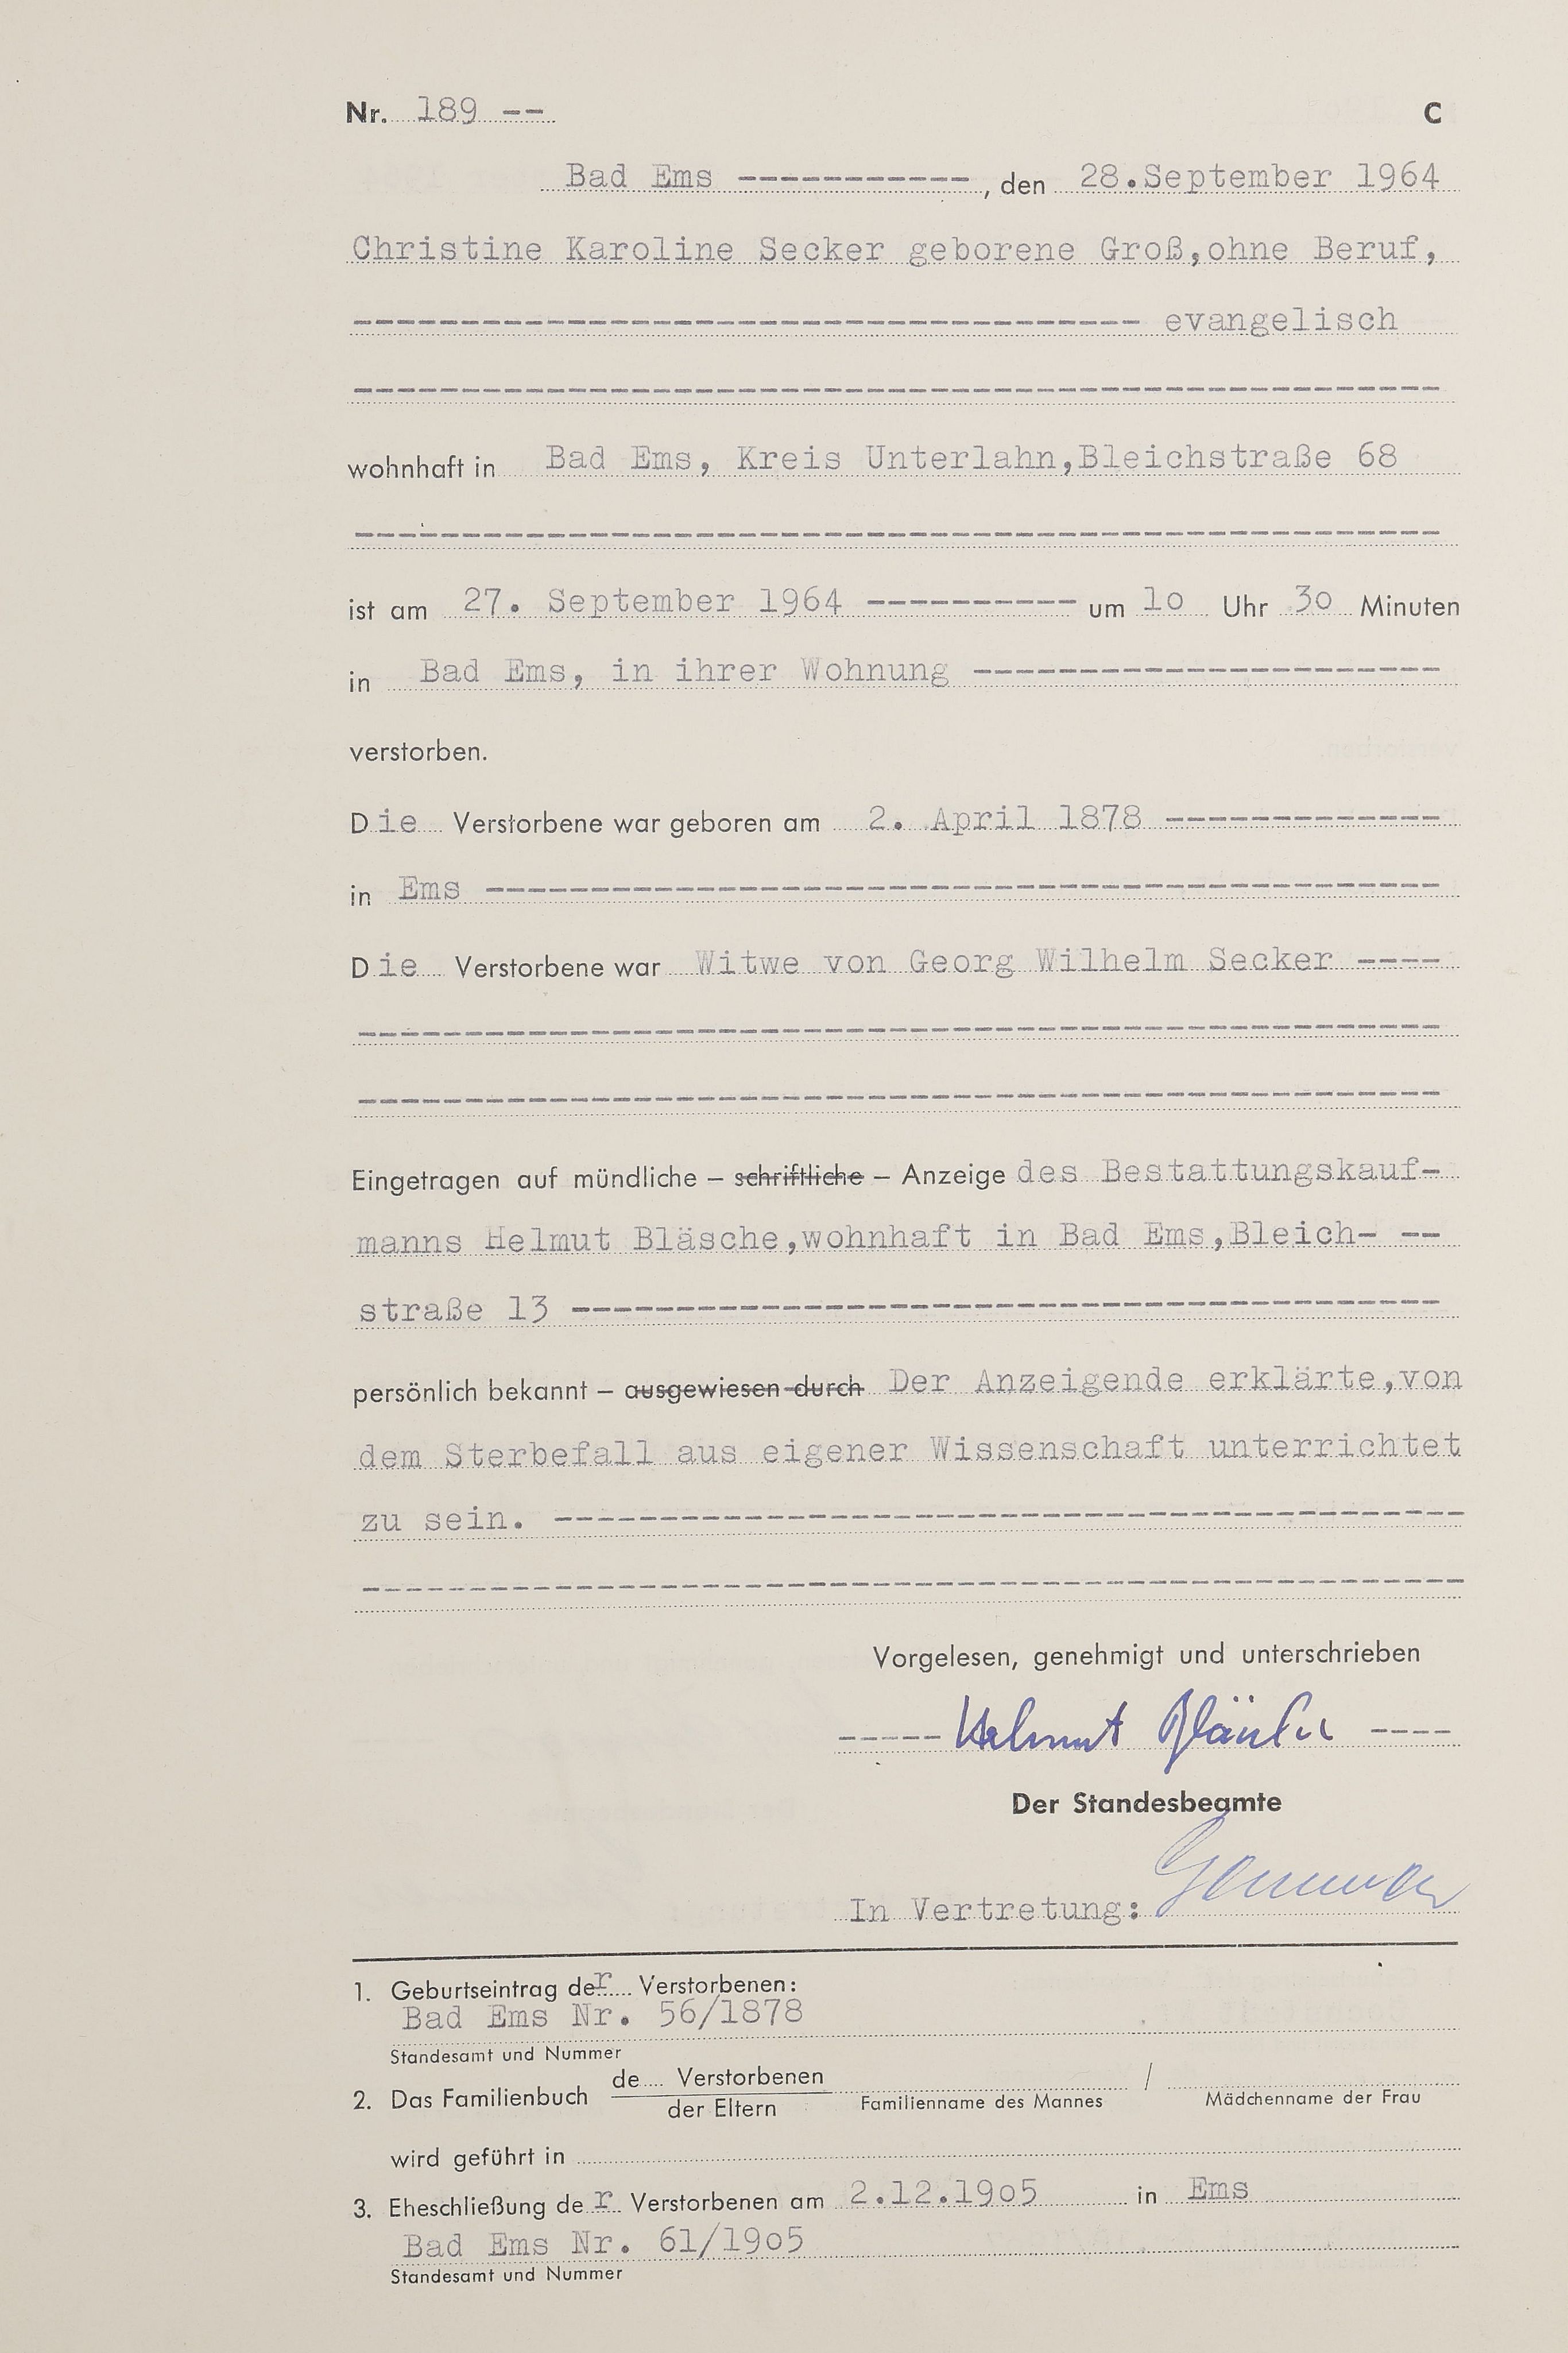 Nr. 189 -- C
Bad Ems -----------, den 28.September 1964
Christine Karoline Secker geborene Groß,ohne Beruf,
------------------------------------- evangelisch
---------------------------------------------------
wohnhaft in Bad Ems, Kreis Unterlahn,Bleichstraße 68
---------------------------------------------------
ist am 27. September 1964 ---------- um 1o Uhr 3o Minuten
in Bad Ems, in ihrer Wohnung ----------------------
verstorben.
Die Verstorbene war geboren am 2. April 1878 -------------
in Ems ---------------------------------------------
Die Verstorbene war Witwe von Georg Wilhelm Secker ----
---------------------------------------------------
---------------------------------------------------
Eingetragen auf mündliche – schriftliche – Anzeige des Bestattungskauf-
manns Helmut Bläsche,wohnhaft in Bad Ems,Bleich- --
straße 13 -----------------------------------------
persönlich bekannt – ausgewiesen durch Der Anzeigende erklärte,von
dem Sterbefall aus eigener Wissenschaft unterrichtet
zu sein. -------------------------------------------
----------------------------------------------------
Vorgelesen, genehmigt und unterschrieben
----- Helmut Bläsche ----
Der Standesbeamte
In Vertretung:
1. Geburtseintrag der Verstorbenen:
Bad Ems Nr. 56/1878
Standesamt und Nummer
2. Das Familienbuch de.... Verstorbenen /
der Eltern Familienname des Mannes Mädchenname der Frau
wird geführt in
3. Eheschließung der Verstorbenen am 2.12.19o5 in Ems
Bad Ems Nr. 61/19o5
Standesamt und Nummer